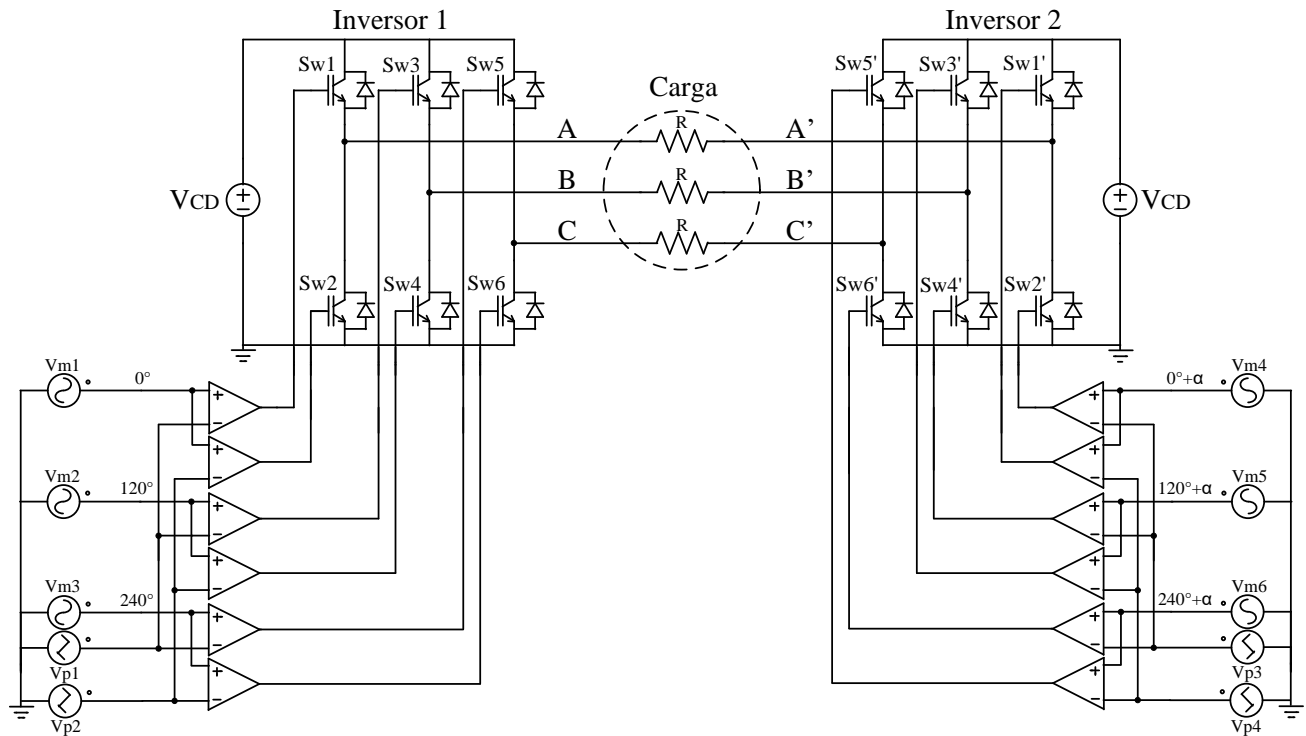 Inversor 1
Inversor 2
Sw1
Sw3
Sw5
Sw5'
Sw3'
Sw1'
Carga
A
R
A’
VCD
B
R
B’
VCD
C
R
C’
Sw2
Sw4
Sw6
Sw6'
Sw4'
Sw2'
Vm1
0°
+
−
0°+α
Vm4
+
−
+
−
+
−
Vm2
120°
+
−
120°+α
Vm5
+
−
+
−
+
−
Vm3
240°
+
−
240°+α
Vm6
+
−
Vp1
Vp3
+
−
+
−
Vp2
Vp4